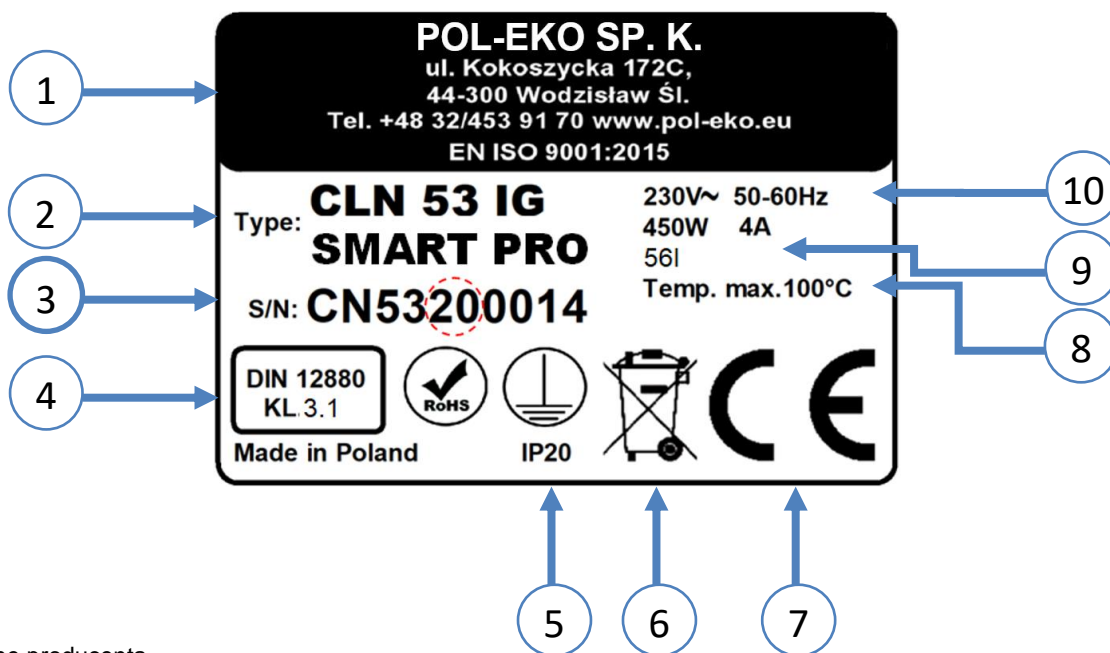 POL-EKO SP. K.
ul. Kokoszycka 172C,
44-300 Wodzisław Śl.
Tel. +48 32/453 91 70 www.pol-eko.eu
EN ISO 9001:2015
1
Type: CLN 53 IG
SMART PRO
2
230V~ 50-60Hz
450W 4A
56l
Temp. max.100°C
10
9
8
S/N: CN53200014
3
DIN 12880
KL.3.1
4
RoHS
IP20
CE
Made in Poland
5
6
7
producenta